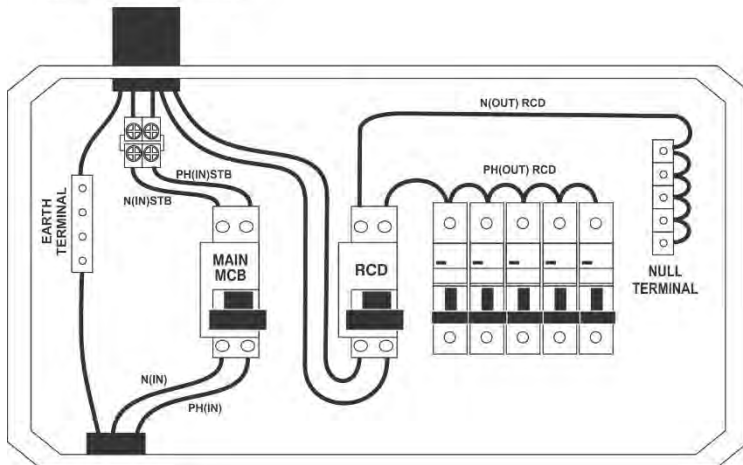 N(OUT) RCD
PH(OUT) RCD
PH(IN)STB
N(IN)STB
EARTH
TERMINAL
MAIN
MCB
RCD
NULL
TERMINAL
N(IN)
PH(IN)